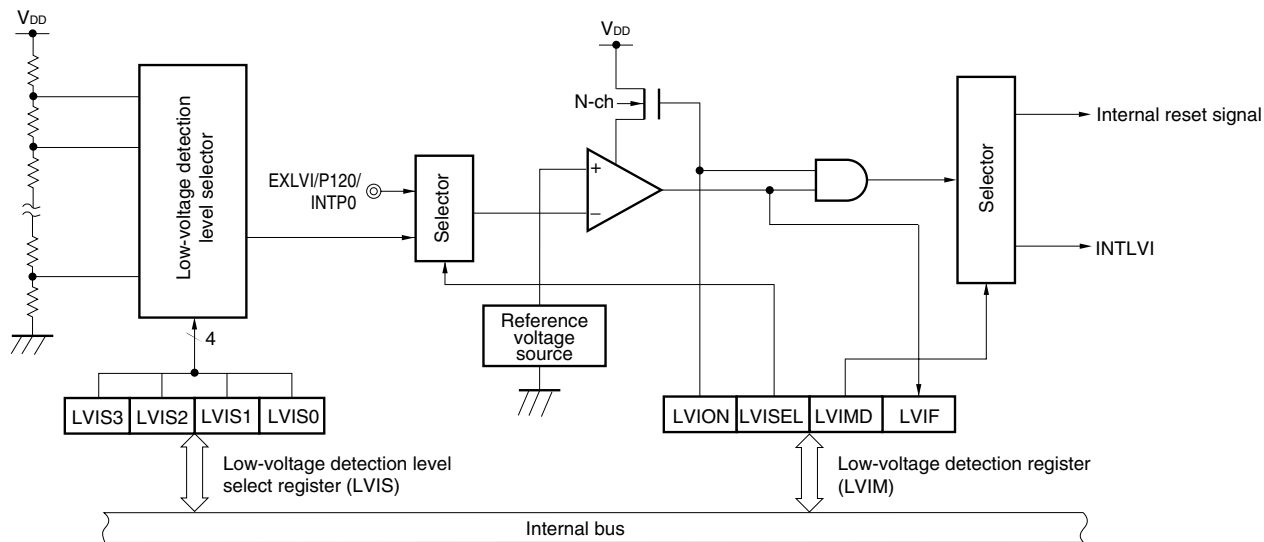 VDD
Low-voltage detection
level selector
4
LVIS3 LVIS2 LVIS1 LVIS0
Low-voltage detection level
select register (LVIS)
EXLVI/P120/
INTP0
Selector
VDD
N-ch
+
−
Reference
voltage
source
Selector
Internal reset signal
INTLVI
LVION LVISEL LVIMD LVIF
Low-voltage detection register
(LVIM)
Internal bus